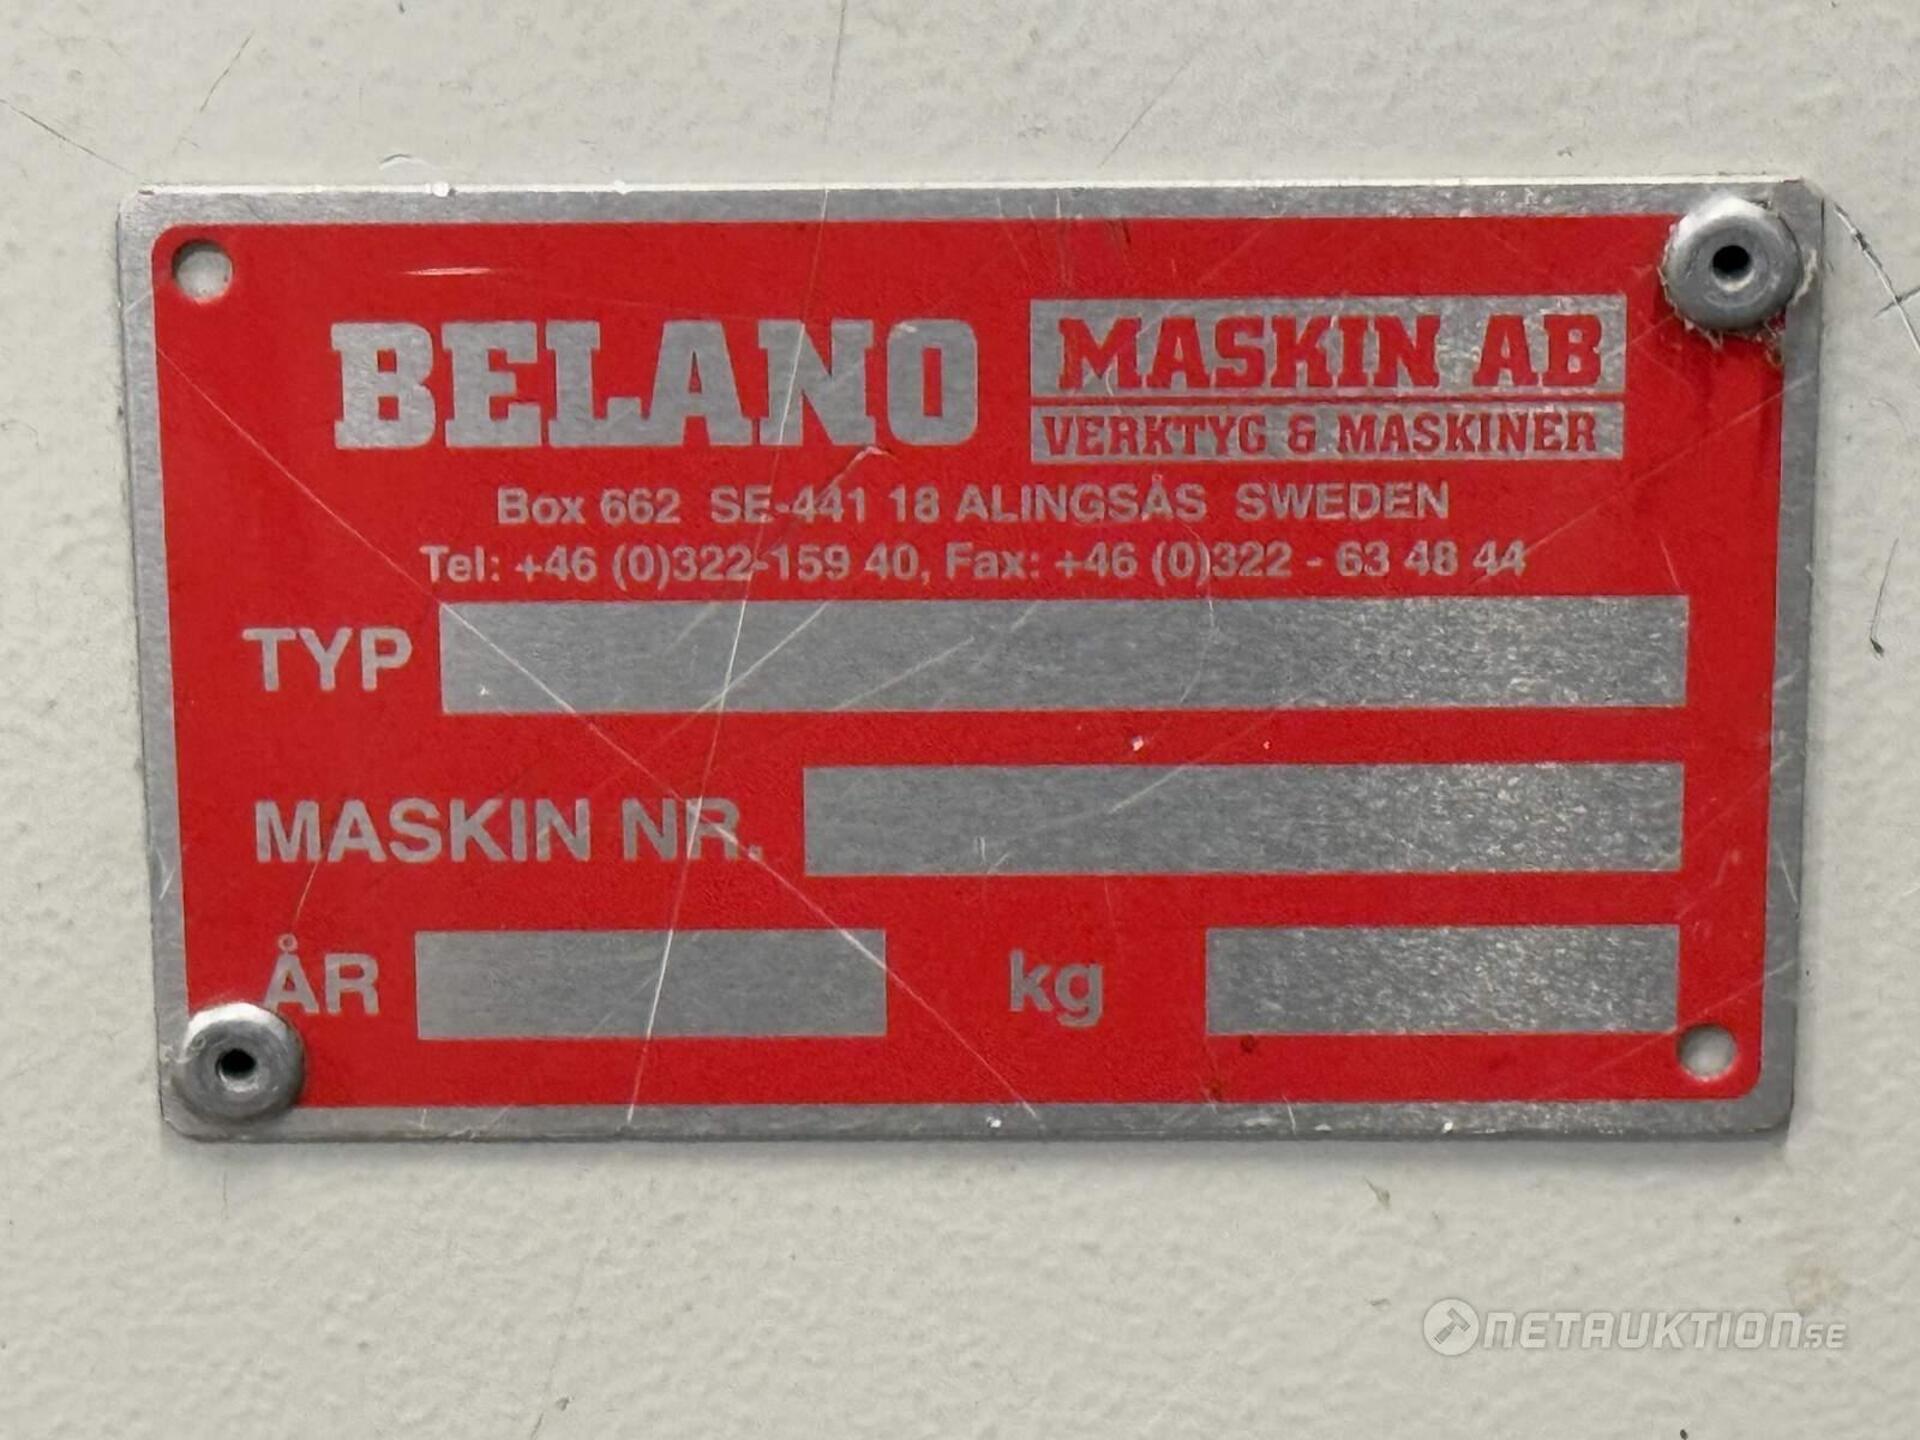 BELANO MASKIN AB
VERKTYG & MASKINER
Box 662 SE-441 18 ALINGSÅS SWEDEN
Tel: +46 (0)322-159 40, Fax: +46 (0)322 - 63 48 44
TYP
MASKIN NR.
ÅR kg
NETAUKTION.SE